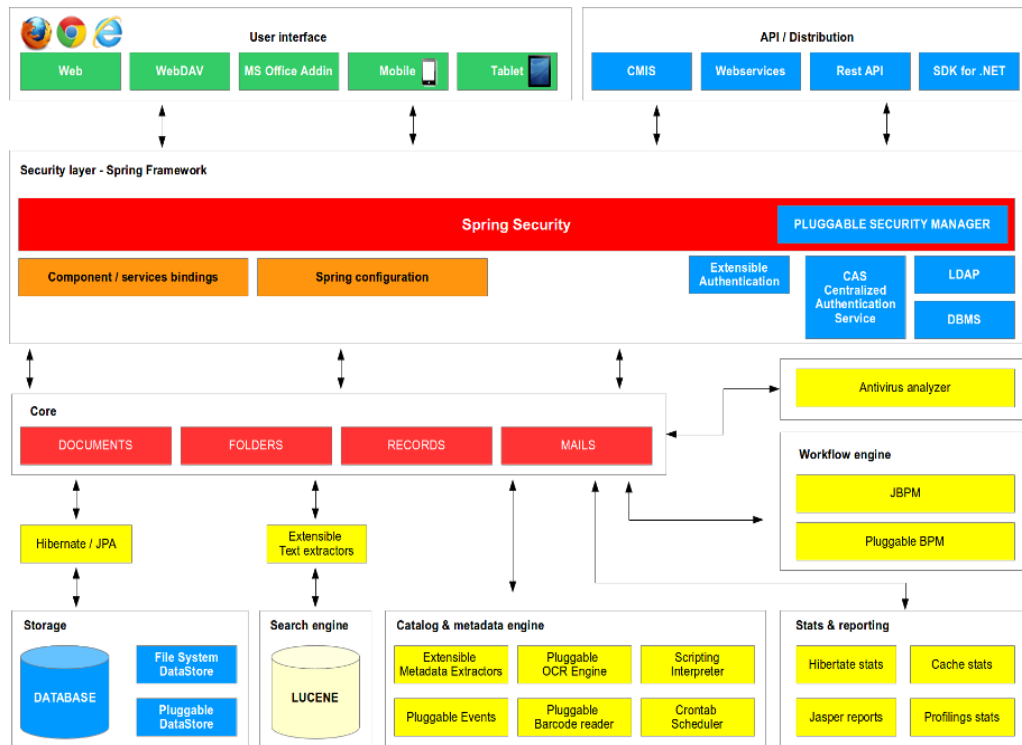 User interface
API / Distribution
Web
WebDAV
MS Office Addin
Mobile
Tablet
CMIS
Webservices
Rest API
SDK for .NET
Security layer - Spring Framework
Spring Security
PLUGGABLE SECURITY MANAGER
Component / services bindings
Spring configuration
Extensible
Authentication
CAS
Centralized
Authentication
Service
LDAP
DBMS
Antivirus analyzer
Core
DOCUMENTS
FOLDERS
RECORDS
MAILS
Workflow engine
JBPM
Pluggable BPM
Hibernate / JPA
Extensible
Text extractors
Storage
DATABASE
File System
DataStore
Pluggable
DataStore
Search engine
LUCENE
Catalog & metadata engine
Extensible
Metadata Extractors
Pluggable
OCR Engine
Scripting
Interpreter
Pluggable Events
Pluggable
Barcode reader
Crontab
Scheduler
Stats & reporting
Hibertate stats
Cache stats
Jasper reports
Profilings stats